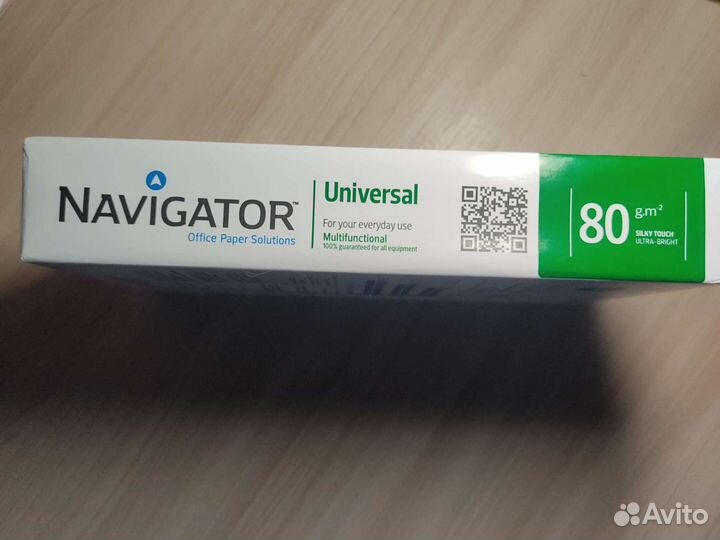 NAVIGATOR™
Office Paper Solutions
Universal
For your everyday use
Multifunctional
100% guaranteed for all equipment
80 g.m⁻²
SILKY TOUCH
ULTRA-BRIGHT
Avito